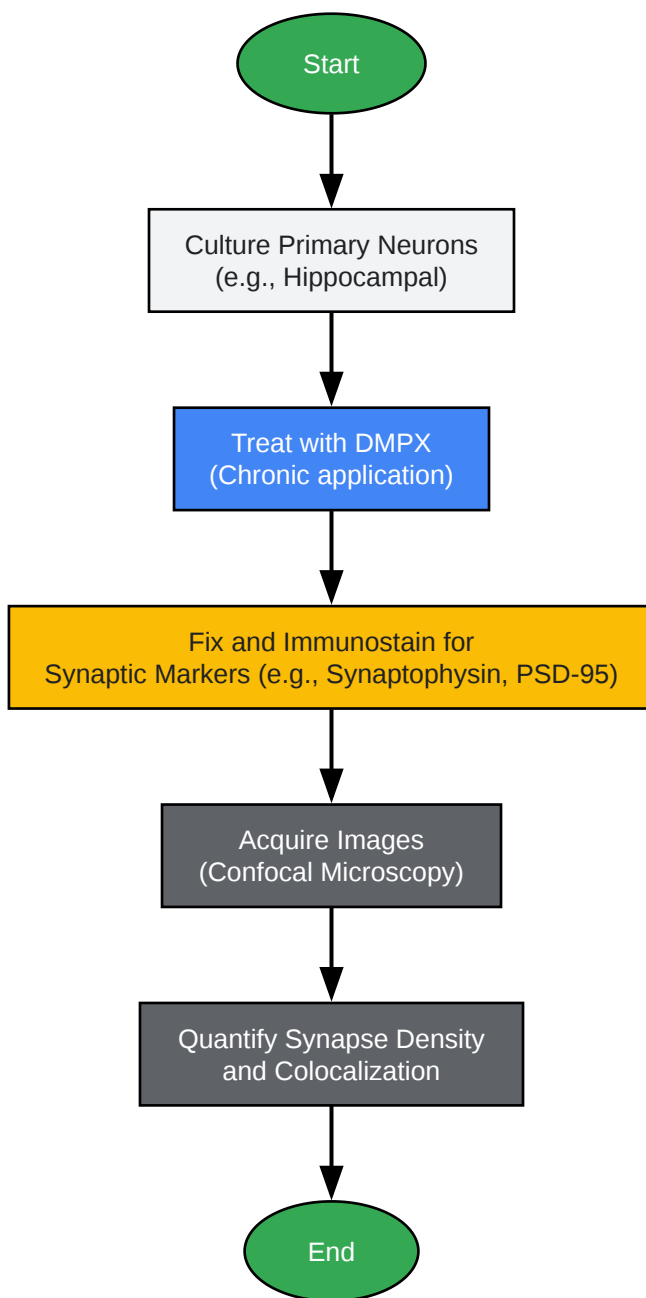 Start
Culture Primary Neurons
(e.g., Hippocampal)
Treat with DMPX
(Chronic application)
Fix and Immunostain for
Synaptic Markers (e.g., Synaptophysin, PSD-95)
Acquire Images
(Confocal Microscopy)
Quantify Synapse Density
and Colocalization
End